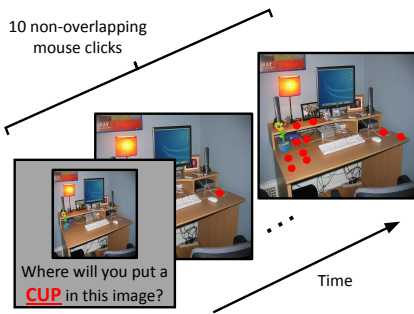 10 non-overlapping
mouse clicks
Where will you put a
CUP in this image?
Time